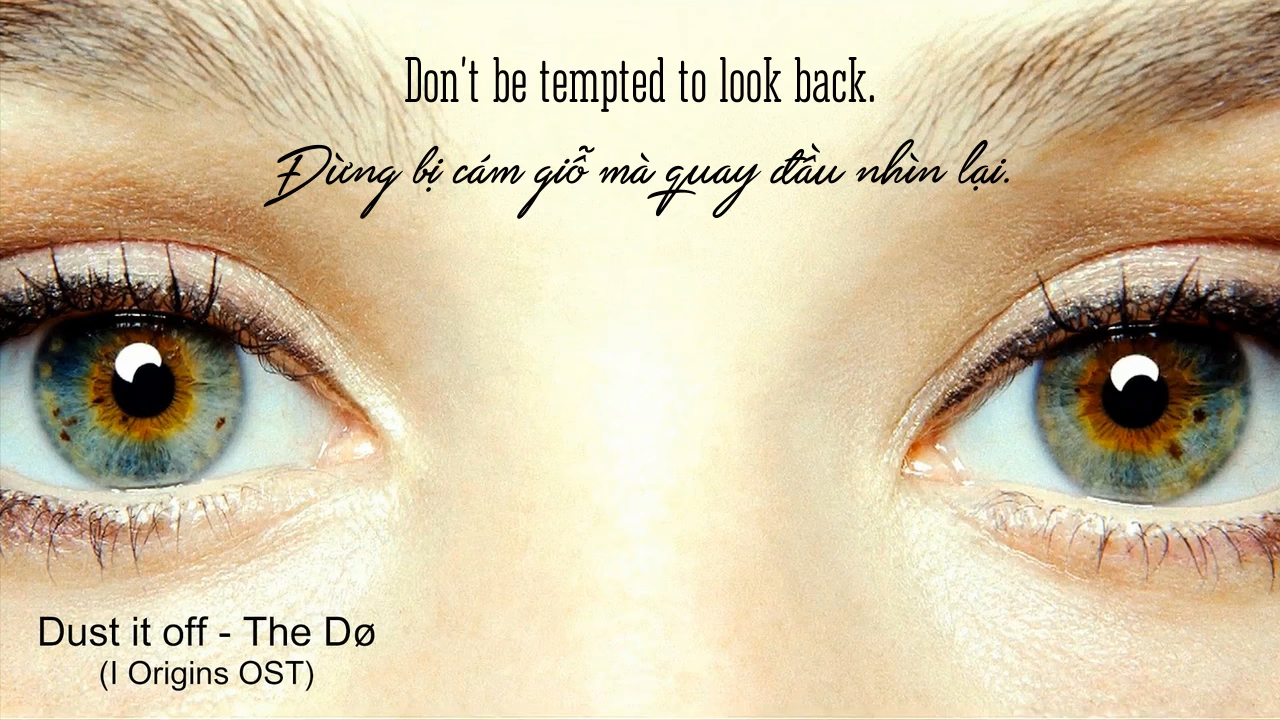 Don't be tempted to look back.
Đừng bị cám giỗ mà quay đầu nhìn lại.
Dust it off - The Dø
(I Origins OST)